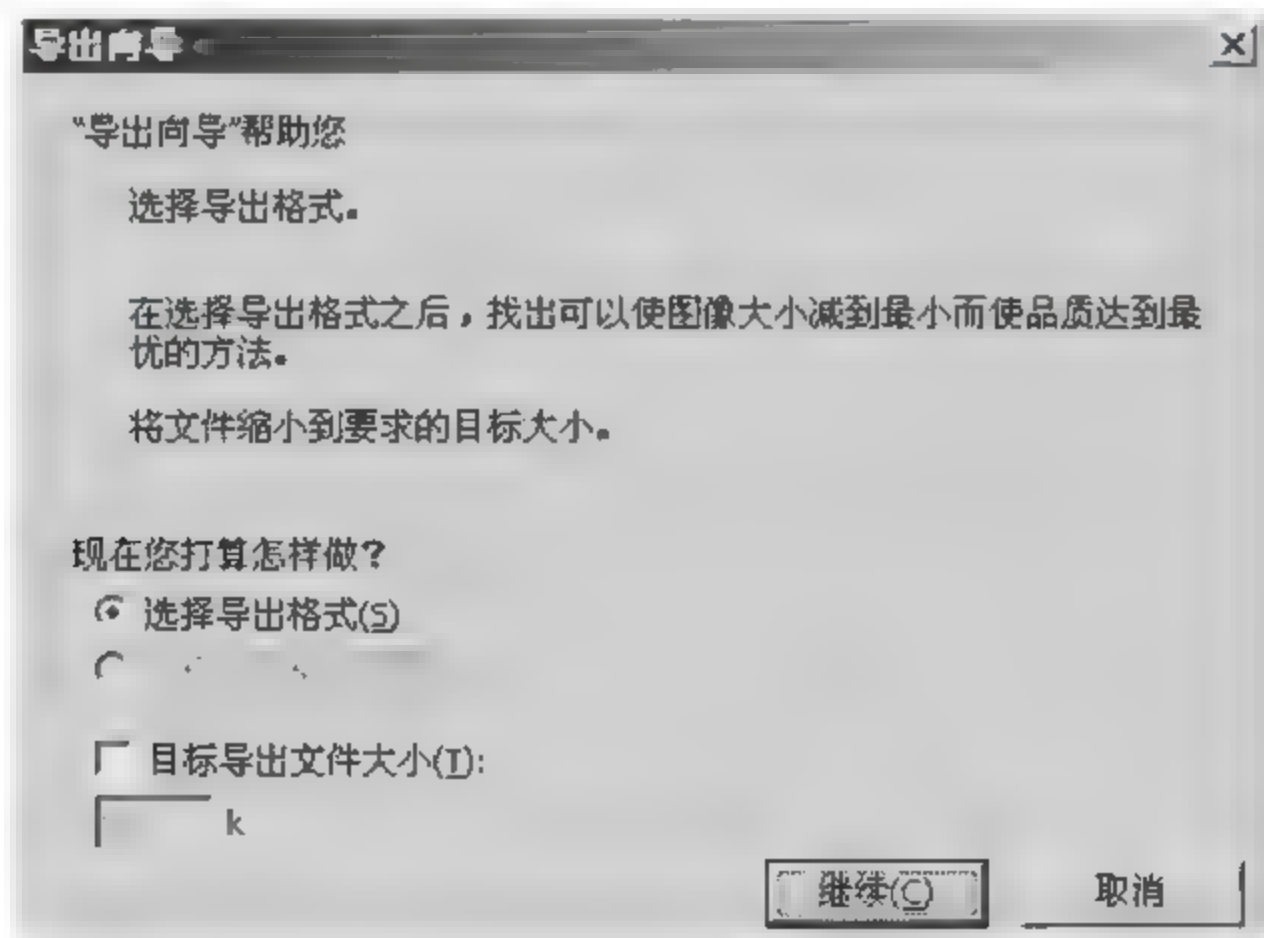 导出向导
"导出向导"帮助您
选择导出格式。
在选择导出格式之后，找出可以使图像大小减到最小而使品质达到最
优的方法。
将文件缩小到要求的目标大小。
现在您打算怎样做?
选择导出格式(S)
目标导出文件大小(T):
k
继续(C)
取消